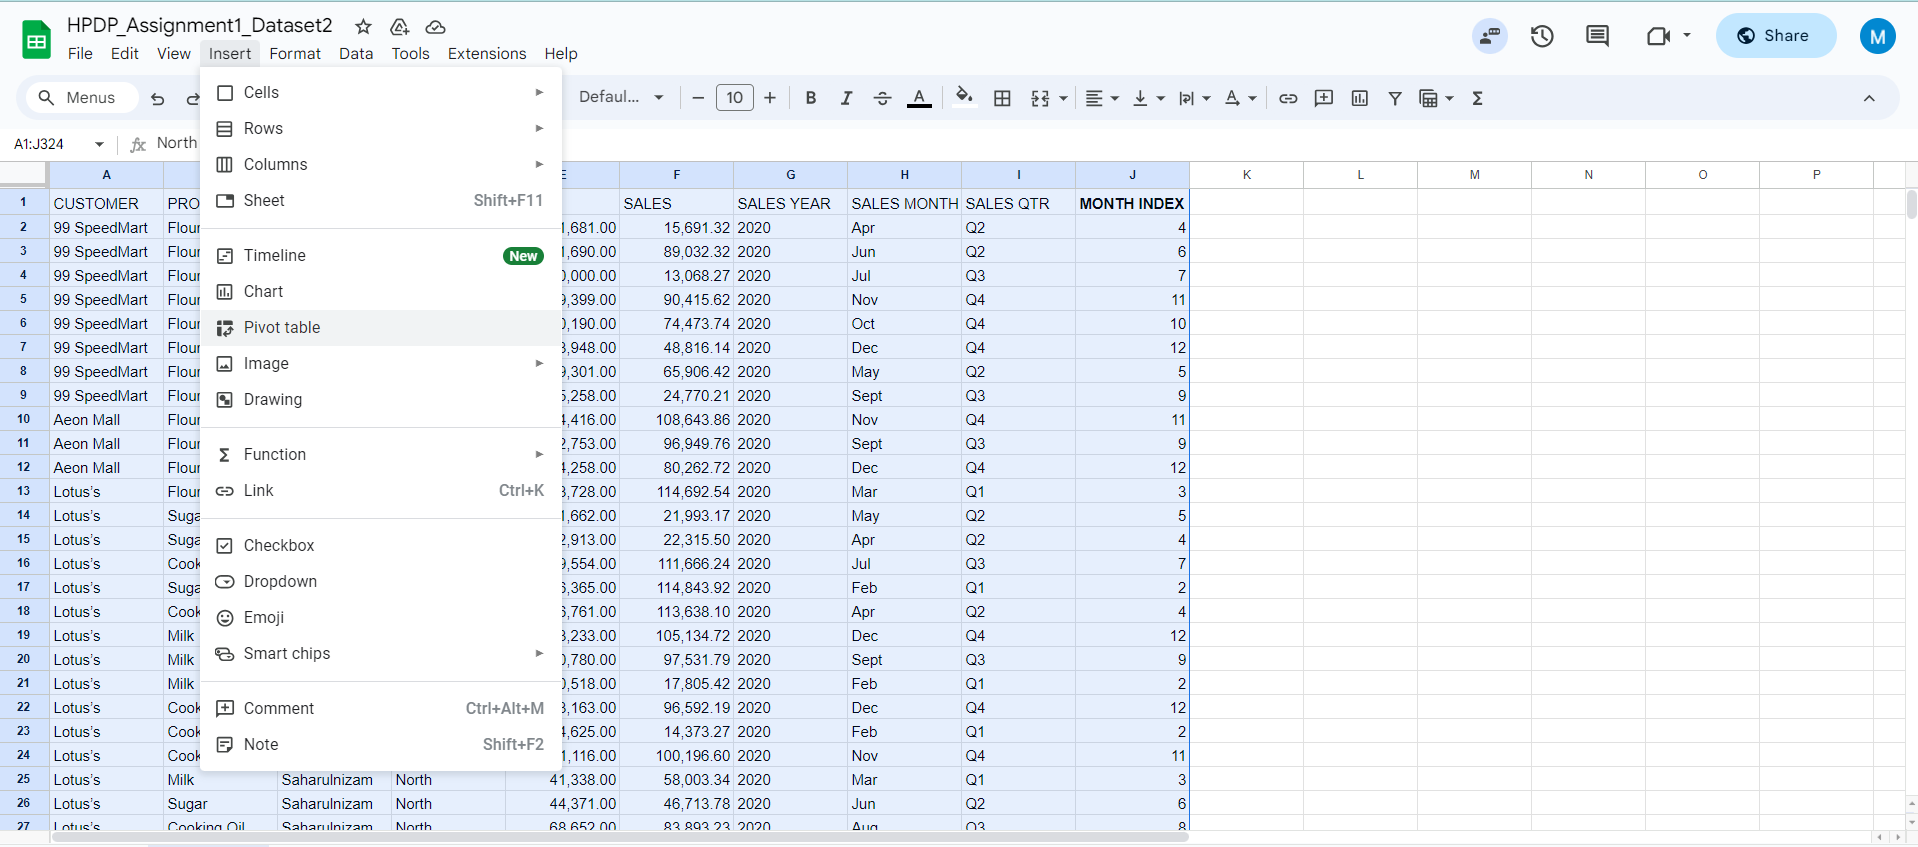 HPDP_Assignment1_Dataset2
File Edit View Insert Format Data Tools Extensions Help
Share
M
Menus
Defaul... 10 B I A A Σ
A1:J324 fx North
Cells
Rows
Columns
Sheet Shift+F11
Timeline New
Chart
Pivot table
Image
Drawing
Function
Link Ctrl+K
Checkbox
Dropdown
Emoji
Smart chips
Comment Ctrl+Alt+M
Note Shift+F2
A E F G H I J K L M N O P
1 CUSTOMER PRO SALES SALES YEAR SALES MONTH SALES QTR MONTH INDEX
2 99 SpeedMart Flour ,681.00 15,691.32 2020 Apr Q2 4
3 99 SpeedMart Flour ,690.00 89,032.32 2020 Jun Q2 6
4 99 SpeedMart Flour ,000.00 13,068.27 2020 Jul Q3 7
5 99 SpeedMart Flour ,399.00 90,415.62 2020 Nov Q4 11
6 99 SpeedMart Flour ,190.00 74,473.74 2020 Oct Q4 10
7 99 SpeedMart Flour ,948.00 48,816.14 2020 Dec Q4 12
8 99 SpeedMart Flour ,301.00 65,906.42 2020 May Q2 5
9 99 SpeedMart Flour ,258.00 24,770.21 2020 Sept Q3 9
10 Aeon Mall Flour ,416.00 108,643.86 2020 Nov Q4 11
11 Aeon Mall Flour ,753.00 96,949.76 2020 Sept Q3 9
12 Aeon Mall Flour ,258.00 80,262.72 2020 Dec Q4 12
13 Lotus's Flour ,728.00 114,692.54 2020 Mar Q1 3
14 Lotus's Suga ,662.00 21,993.17 2020 May Q2 5
15 Lotus's Suga ,913.00 22,315.50 2020 Apr Q2 4
16 Lotus's Cook ,554.00 111,666.24 2020 Jul Q3 7
17 Lotus's Suga ,365.00 114,843.92 2020 Feb Q1 2
18 Lotus's Cook ,761.00 113,638.10 2020 Apr Q2 4
19 Lotus's Milk ,233.00 105,134.72 2020 Dec Q4 12
20 Lotus's Milk ,780.00 97,531.79 2020 Sept Q3 9
21 Lotus's Milk ,518.00 17,805.42 2020 Feb Q1 2
22 Lotus's Cook ,163.00 96,592.19 2020 Dec Q4 12
23 Lotus's Cook ,625.00 14,373.27 2020 Feb Q1 2
24 Lotus's Cook ,116.00 100,196.60 2020 Nov Q4 11
25 Lotus's Milk Saharulnizam North 41,338.00 58,003.34 2020 Mar Q1 3
26 Lotus's Sugar Saharulnizam North 44,371.00 46,713.78 2020 Jun Q2 6
27 Lotus's Cooking Oil Saharulnizam North 68,652.00 83,893.23 2020 Aug Q3 8